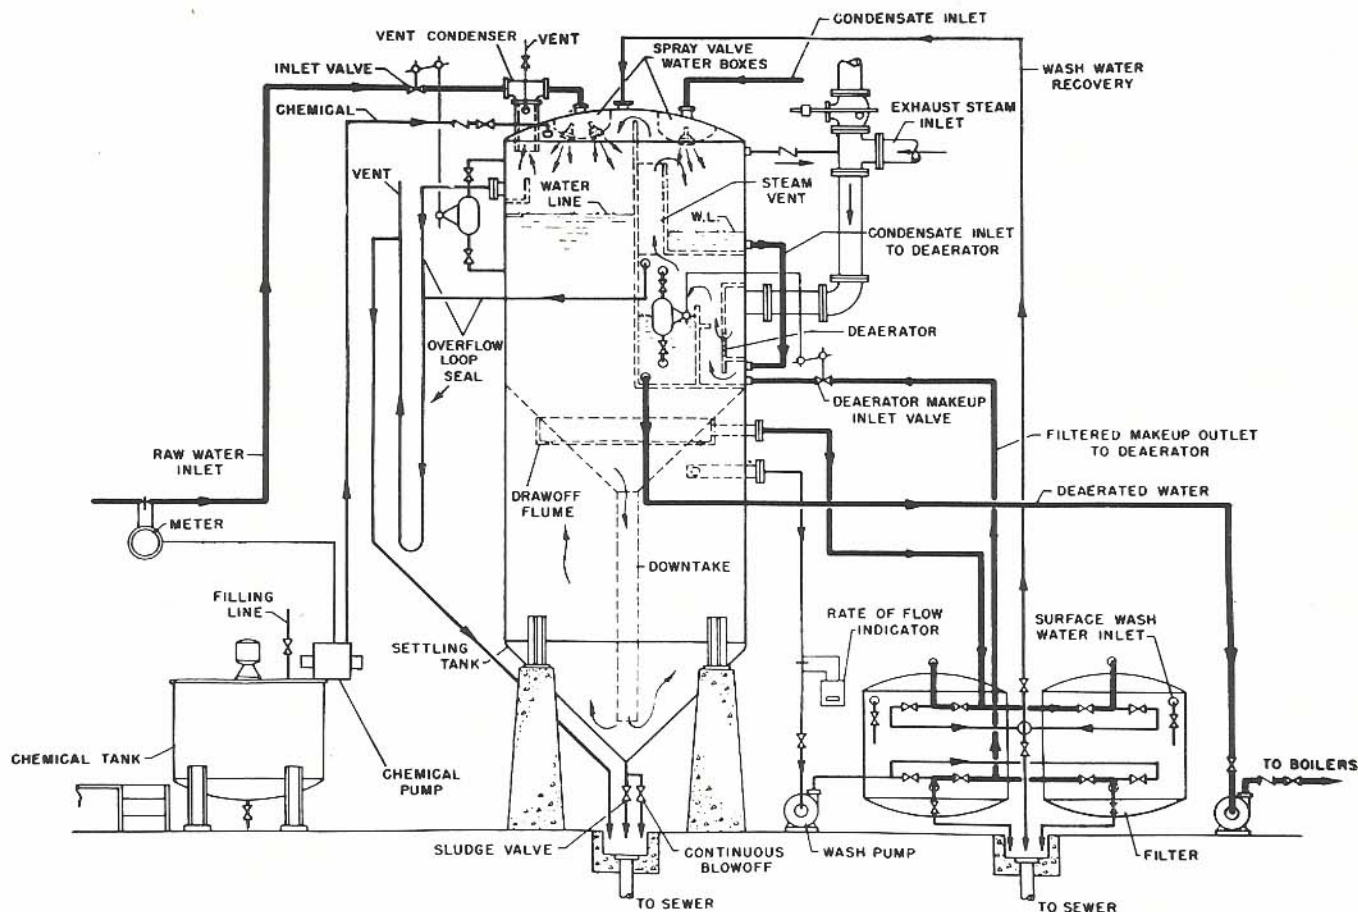 CONDENSATE INLET
VENT CONDENSER
VENT
SPRAY VALVE
WATER BOXES
INLET VALVE
WASH WATER
RECOVERY
CHEMICAL
EXHAUST STEAM
INLET
VENT
WATER
LINE
STEAM
VENT
W.L.
CONDENSATE INLET
TO DEAERATOR
DEAERATOR
OVERFLOW
LOOP
SEAL
DEAERATOR MAKEUP
INLET VALVE
FILTERED MAKEUP OUTLET
TO DEAERATOR
RAW WATER
INLET
DRAWOFF
FLUME
DEAERATED WATER
METER
DOWNTAKE
FILLING
LINE
RATE OF FLOW
INDICATOR
SURFACE WASH
WATER INLET
SETTLING
TANK
CHEMICAL TANK
CHEMICAL
PUMP
TO BOILERS
SLUDGE VALVE
CONTINUOUS
BLOWOFF
WASH PUMP
FILTER
TO SEWER
TO SEWER